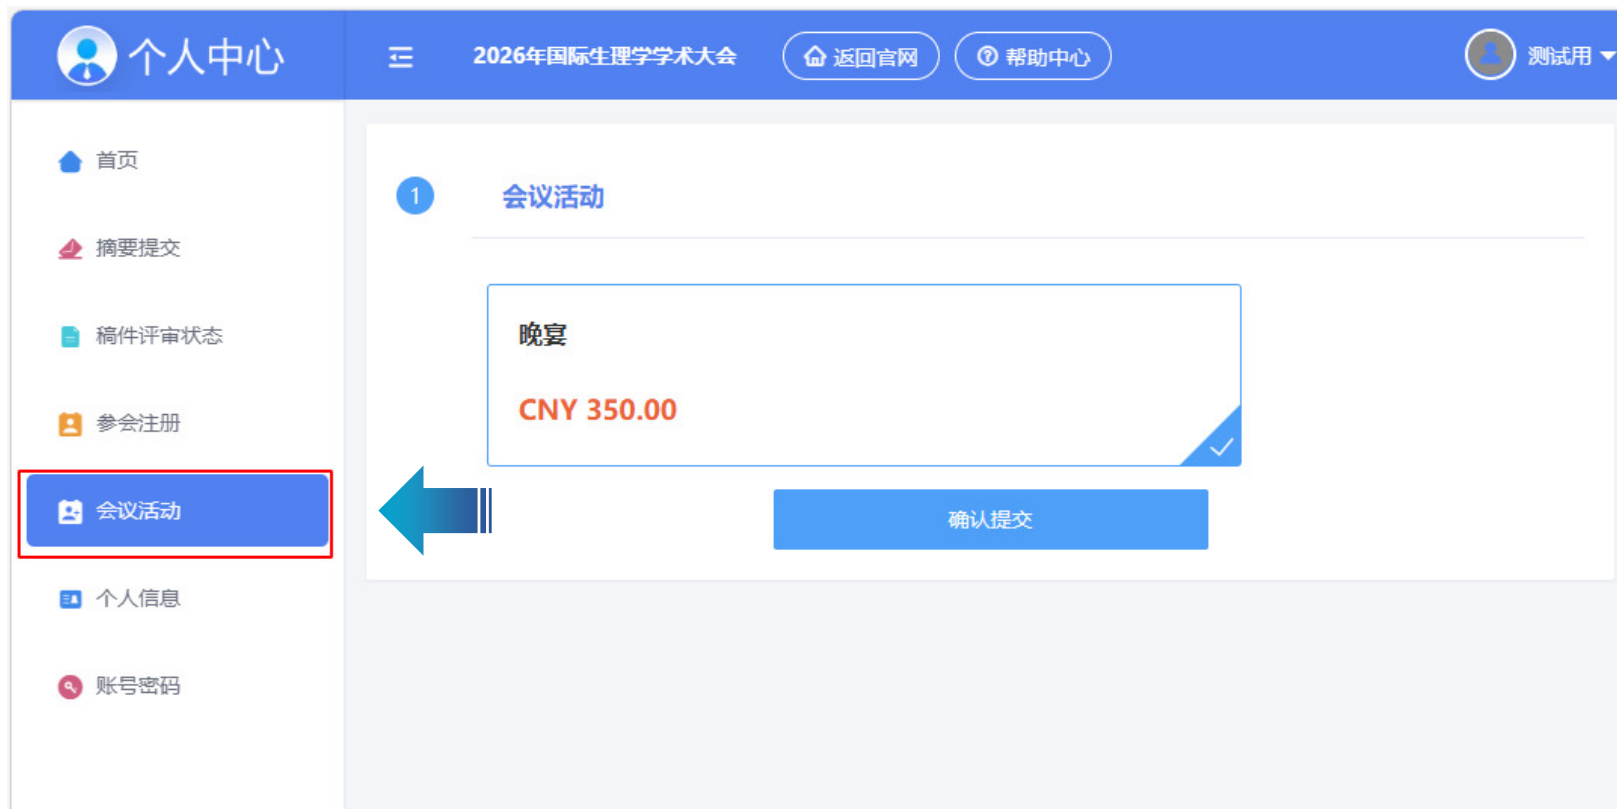 个人中心
2026年国际生理学学术大会
返回官网
帮助中心
测试用
首页
摘要提交
稿件评审状态
参会注册
会议活动
个人信息
账号密码
1
会议活动
晚宴
CNY 350.00
确认提交